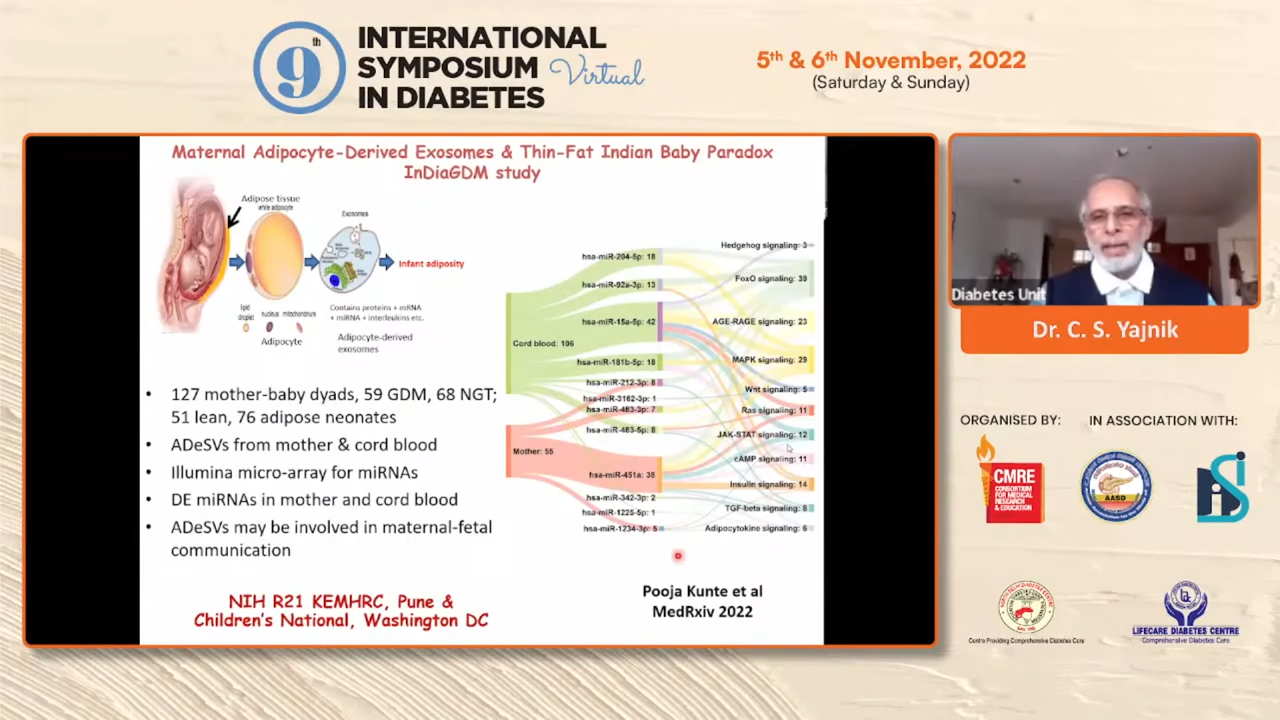 9th
INTERNATIONAL
SYMPOSIUM Virtual
IN DIABETES
5th & 6th November, 2022
(Saturday & Sunday)
Maternal Adipocyte-Derived Exosomes & Thin-Fat Indian Baby Paradox
InDiaGDM study
Adipose tissue
white adipocyte
Exosomes
Infant adiposity
lipid
droplet
nucleus
mitochondrium
Adipocyte
Contains proteins + mRNA
+ miRNA + interleukins etc.
Adipocyte-derived
exosomes
Cord blood: 106
Mother: 55
hsa-miR-204-5p: 18
hsa-miR-92a-3p: 13
hsa-miR-15a-5p: 42
hsa-miR-181b-5p: 18
hsa-miR-212-3p: 8
hsa-miR-3162-3p: 1
hsa-miR-483-3p: 7
hsa-miR-483-5p: 8
hsa-miR-451a: 38
hsa-miR-342-3p: 2
hsa-miR-1225-5p: 1
hsa-miR-1234-3p: 5
Hedgehog signaling: 3
FoxO signaling: 39
AGE-RAGE signaling: 23
MAPK signaling: 29
Wnt signaling: 5
Ras signaling: 11
JAK-STAT signaling: 12
cAMP signaling: 11
Insulin signaling: 14
TGF-beta signaling: 8
Adipocytokine signaling: 6
• 127 mother-baby dyads, 59 GDM, 68 NGT;
51 lean, 76 adipose neonates
• ADeSVs from mother & cord blood
• Illumina micro-array for miRNAs
• DE miRNAs in mother and cord blood
• ADeSVs may be involved in maternal-fetal
communication
NIH R21 KEMHRC, Pune &
Children's National, Washington DC
Pooja Kunte et al
MedRxiv 2022
Diabetes Unit
Dr. C. S. Yajnik
ORGANISED BY:
IN ASSOCIATION WITH:
CMRE
CONSORTIUM
FOR MEDICAL
RESEARCH
& EDUCATION
AASD
Centre Providing Comprehensive Diabetes Care
LIFECARE DIABETES CENTRE
Comprehensive Diabetes Care